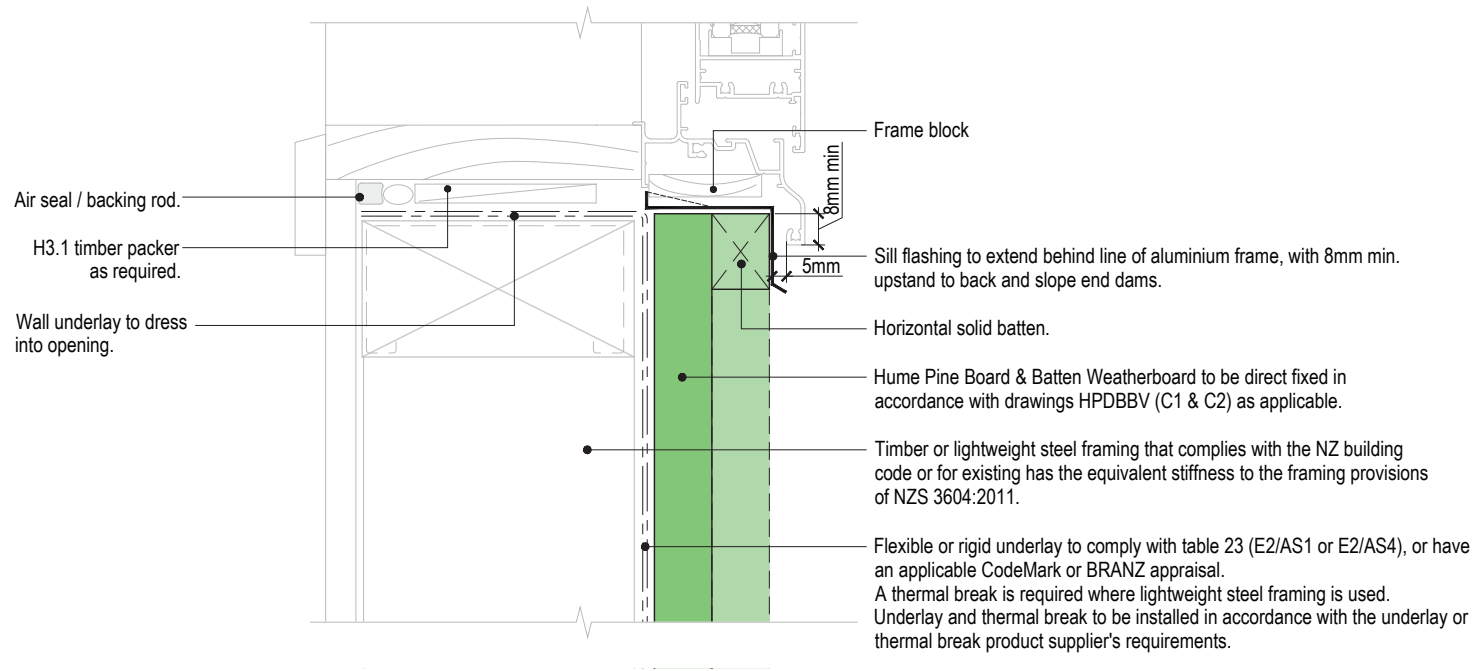 Air seal / backing rod.
H3.1 timber packer
as required.
Wall underlay to dress
into opening.
Frame block
8mm min
5mm
Sill flashing to extend behind line of aluminium frame, with 8mm min.
upstand to back and slope end dams.
Horizontal solid batten.
Hume Pine Board & Batten Weatherboard to be direct fixed in
accordance with drawings HPDBBV (C1 & C2) as applicable.
Timber or lightweight steel framing that complies with the NZ building
code or for existing has the equivalent stiffness to the framing provisions
of NZS 3604:2011.
Flexible or rigid underlay to comply with table 23 (E2/AS1 or E2/AS4), or have
an applicable CodeMark or BRANZ appraisal.
A thermal break is required where lightweight steel framing is used.
Underlay and thermal break to be installed in accordance with the underlay or
thermal break product supplier's requirements.